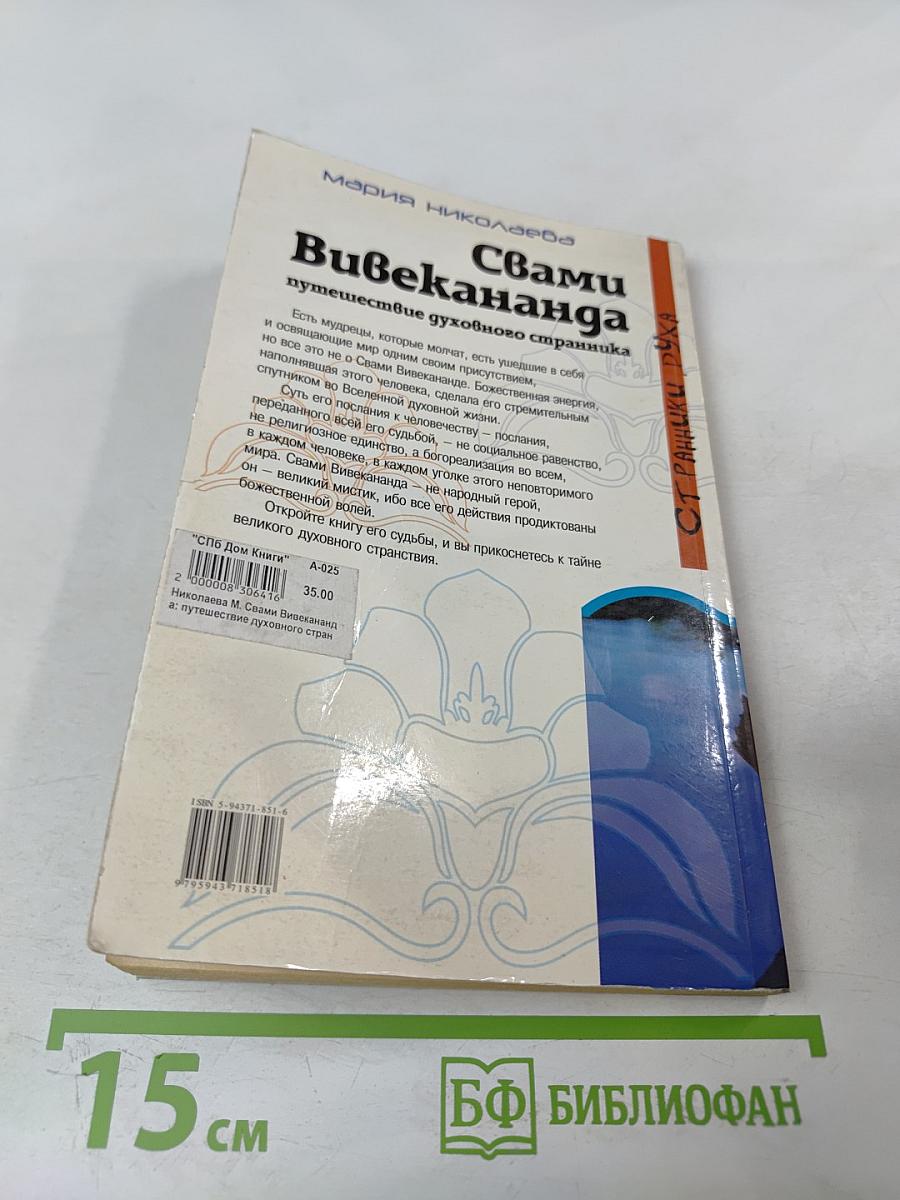 Мария Николаева
Свами
Вивекананда
путешествие духовного странника
Есть мудрецы, которые молчат, есть ушедшие в себя
и освящающие мир одним своим присутствием,
но все это не о Свами Вивекананде. Божественная энергия,
наполнявшая этого человека, сделала его стремительным
спутником во Вселенной духовной жизни.
Суть его послания к человечеству – послания,
переданного всей его судьбой, – не социальное равенство,
не религиозное единство, а богореализация во всем,
в каждом человеке, в каждом уголке этого неповторимого
мира. Свами Вивекананда – не народный герой,
он – великий мистик, ибо все его действия продиктованы
божественной волей.
Откройте книгу его судьбы, и вы прикоснетесь к тайне
великого духовного странствия.
СТРАННИКИ ДУХА
"СПб Дом Книги" А-025
35.00
2 000008 306416
Николаева М. Свами Вивекананд
а: путешествие духовного стран
ISBN 5-94371-851-6
9 795943 718518
15 см
БФ БИБЛИОФАН